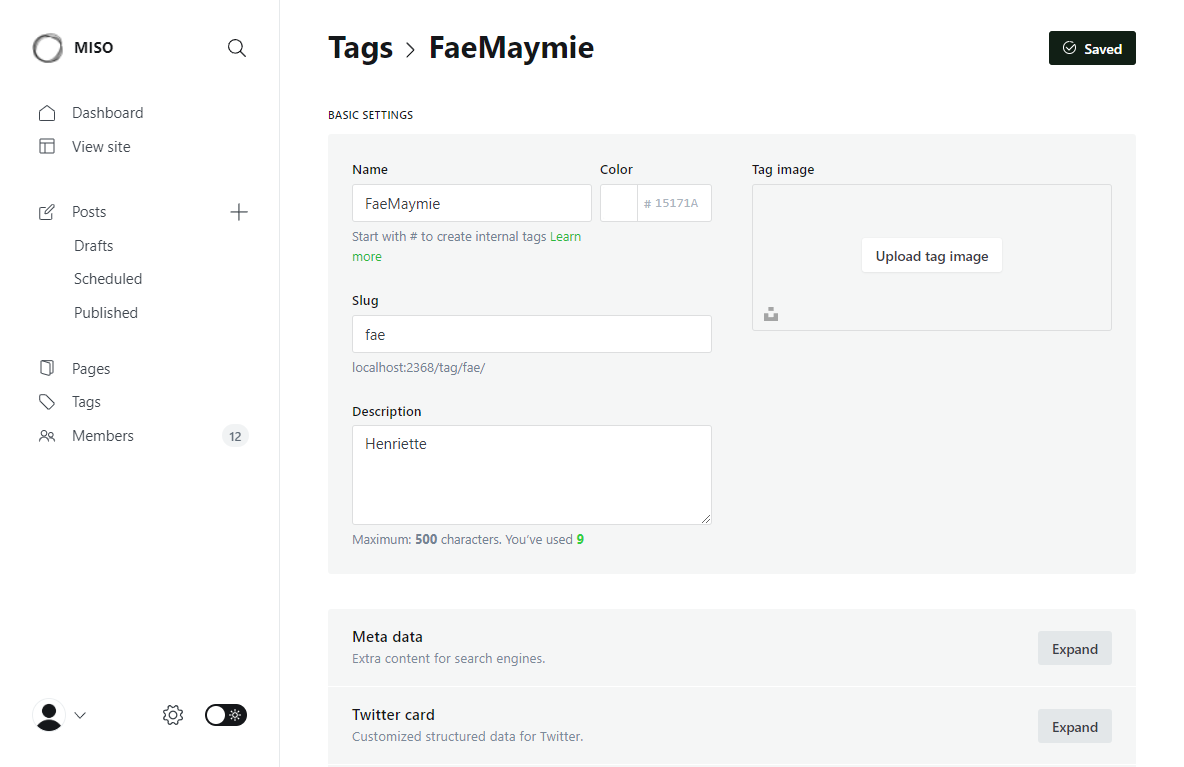 MISO
Dashboard
View site
Posts
Drafts
Scheduled
Published
Pages
Tags
Members 12
Tags > FaeMaymie
Saved
BASIC SETTINGS
Name
FaeMaymie
Start with # to create internal tags Learn
more
Color
# 15171A
Slug
fae
localhost:2368/tag/fae/
Description
Henriette
Maximum: 500 characters. You've used 9
Tag image
Upload tag image
Meta data
Extra content for search engines.
Expand
Twitter card
Customized structured data for Twitter.
Expand